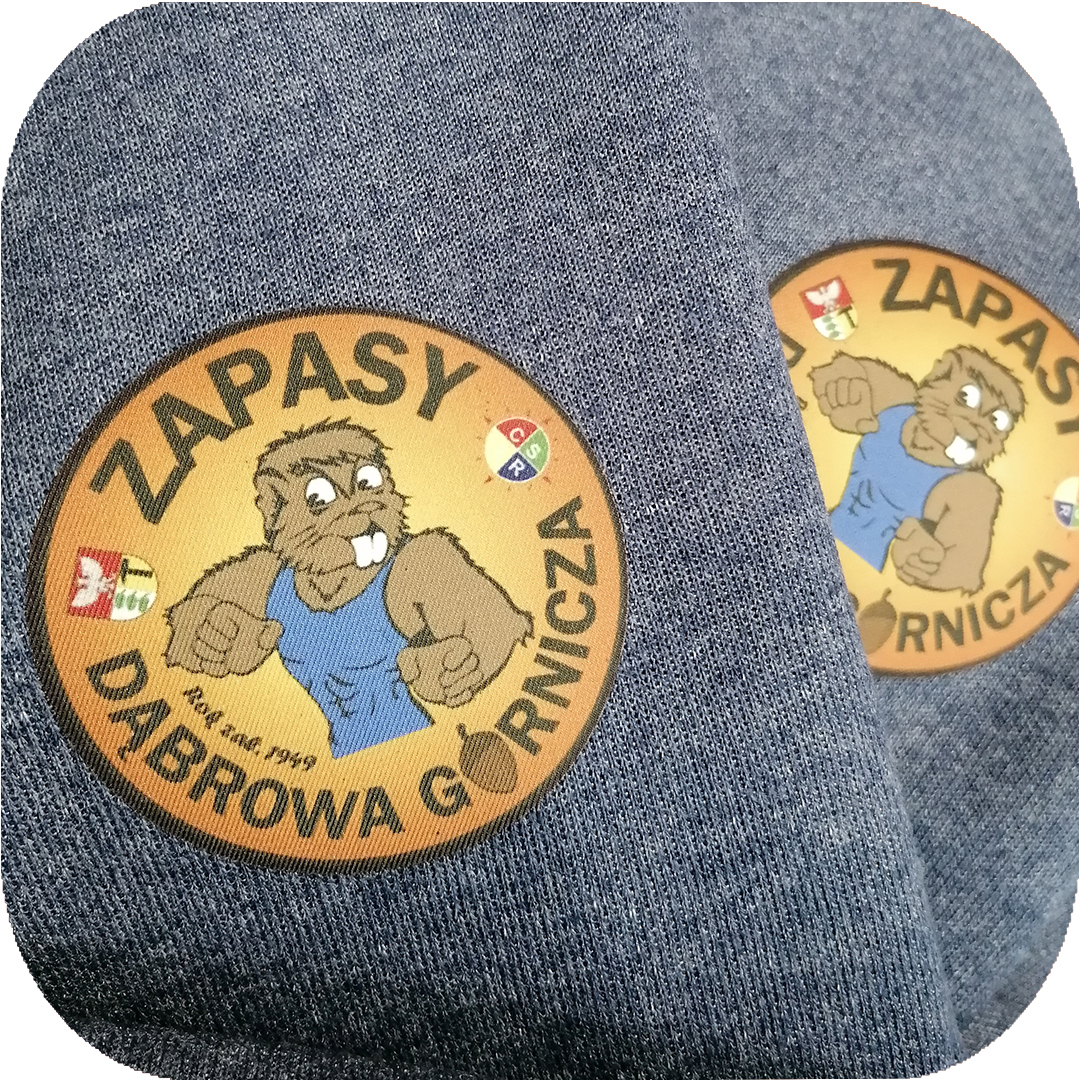 ZAPASY
CSR
T
Rok zał. 1949
DĄBROWA GÓRNICZA
ZAPASY
T
RNICZA